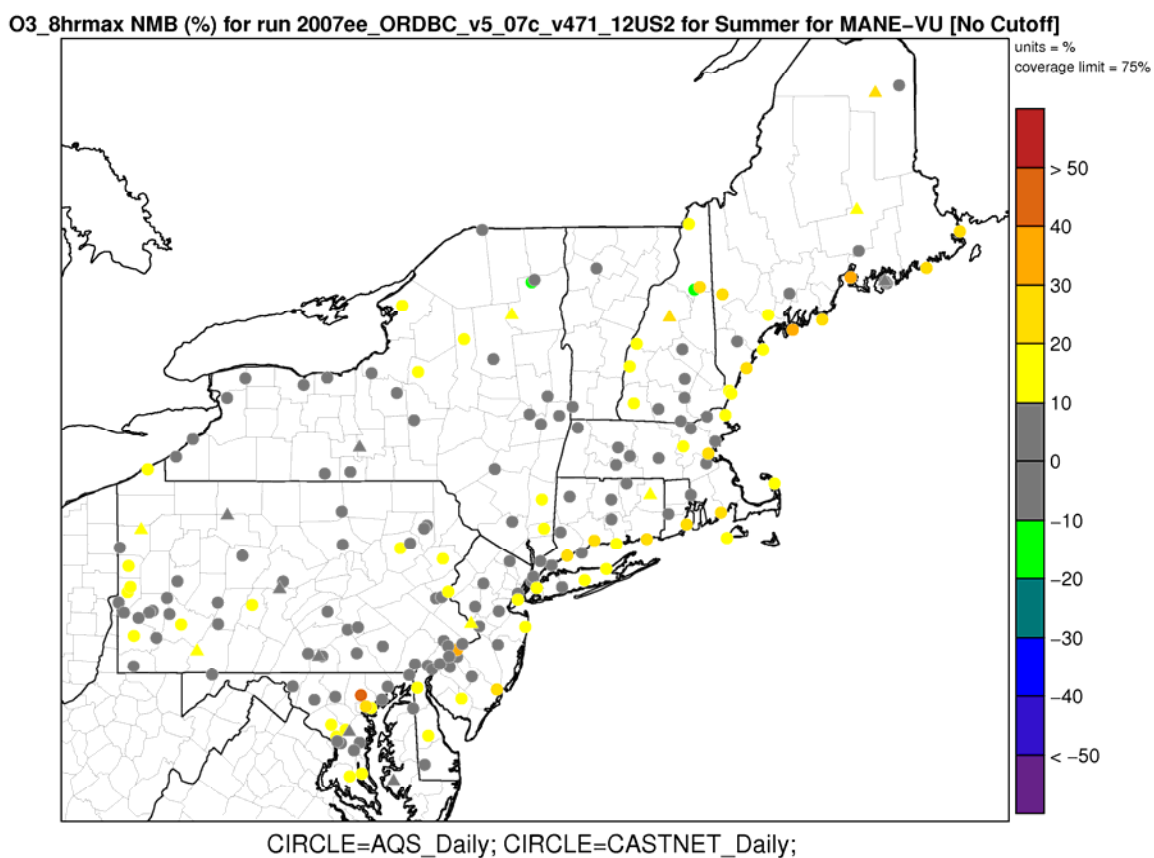 O3_8hrmax NMB (%) for run 2007ee_ORDBC_v5_07c_v471_12US2 for Summer for MANE−VU [No Cutoff]
units = %
coverage limit = 75%
> 50
40
30
20
10
0
−10
−20
−30
−40
< −50
CIRCLE=AQS_Daily; CIRCLE=CASTNET_Daily;